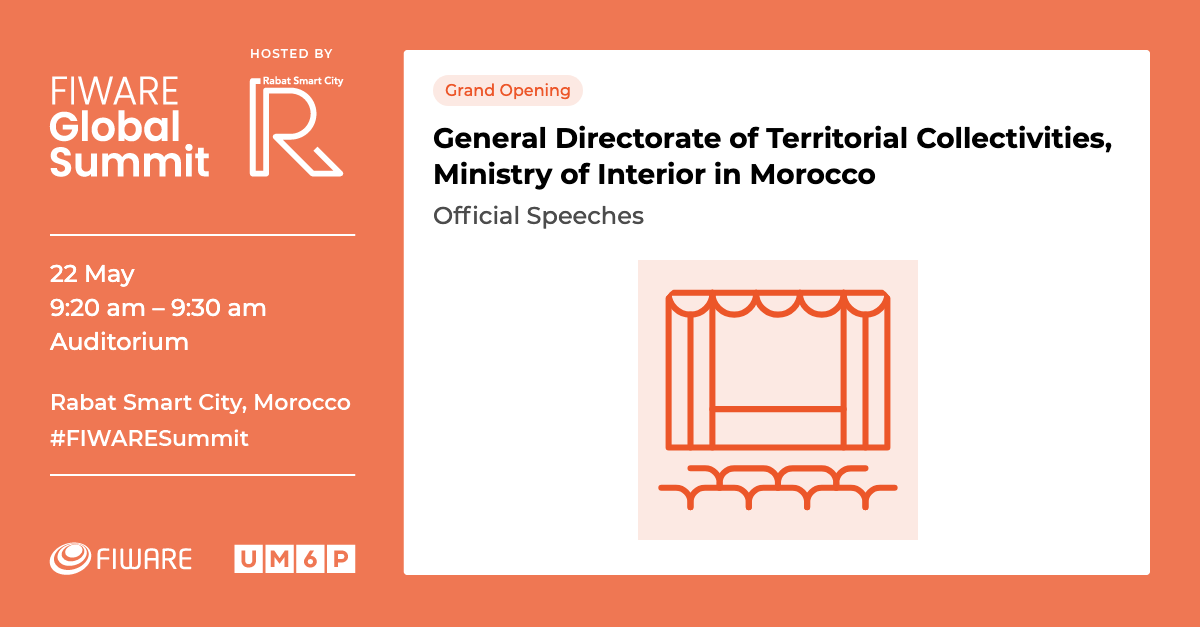 FIWARE
Global
Summit
HOSTED BY
Rabat Smart City
R
22 May
9:20 am – 9:30 am
Auditorium
Rabat Smart City, Morocco
#FIWARESummit
FIWARE
UM6P
Grand Opening
General Directorate of Territorial Collectivities,
Ministry of Interior in Morocco
Official Speeches